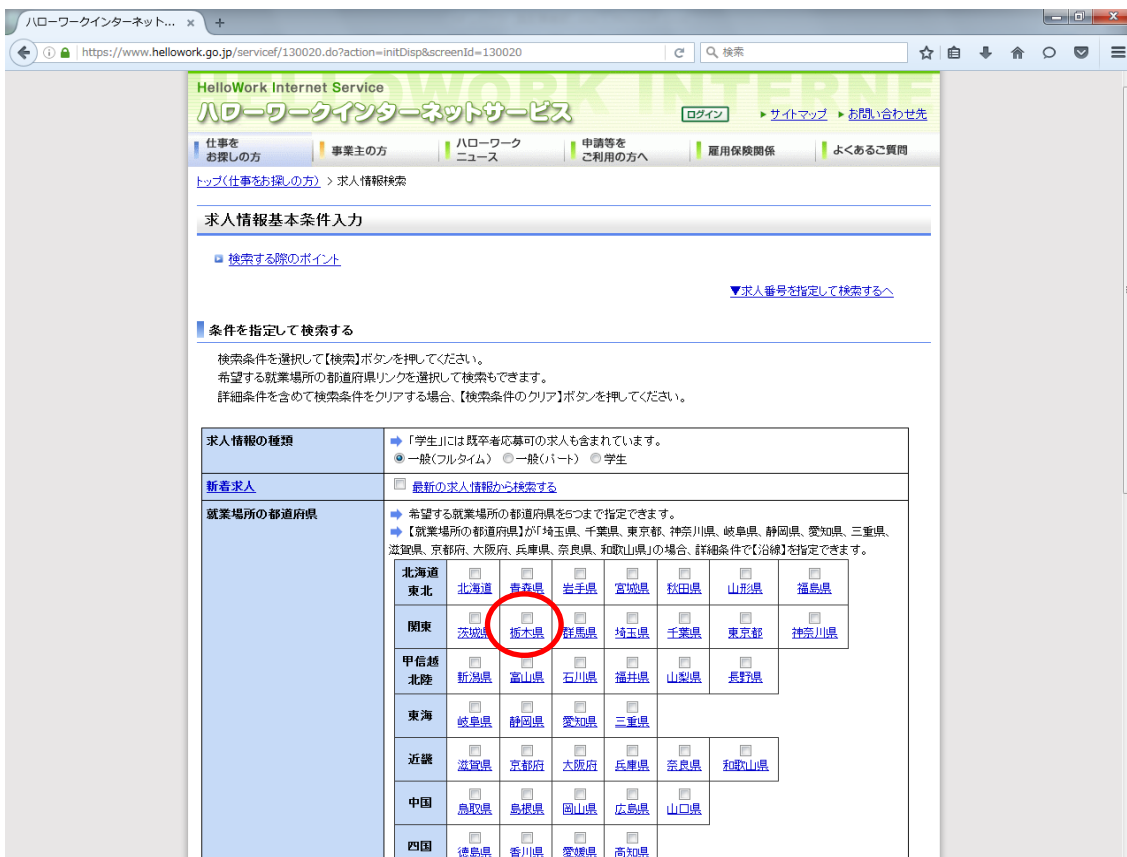 ハローワークインターネット... × +
https://www.hellowork.go.jp/servicef/130020.do?action=initDisp&screenId=130020
検索
HELLOWORK INTERNE
HelloWork Internet Service
ハローワークインターネットサービス
ログイン サイトマップ お問い合わせ先
仕事をお探しの方 事業主の方 ハローワークニュース 申請等をご利用の方へ 雇用保険関係 よくあるご質問
トップ(仕事をお探しの方) > 求人情報検索
求人情報基本条件入力
検索する際のポイント
▼求人番号を指定して検索するへ
条件を指定して検索する
検索条件を選択して【検索】ボタンを押してください。
希望する就業場所の都道府県リンクを選択して検索もできます。
詳細条件を含めて検索条件をクリアする場合、【検索条件のクリア】ボタンを押してください。
求人情報の種類
➡ 「学生」には既卒者応募可の求人も含まれています。
一般(フルタイム) 一般(パート) 学生
新着求人 最新の求人情報から検索する
就業場所の都道府県
➡ 希望する就業場所の都道府県を5つまで指定できます。
➡ 【就業場所の都道府県】が「埼玉県、千葉県、東京都、神奈川県、岐阜県、静岡県、愛知県、三重県、
滋賀県、京都府、大阪府、兵庫県、奈良県、和歌山県」の場合、詳細条件で【沿線】を指定できます。
北海道東北 北海道 青森県 岩手県 宮城県 秋田県 山形県 福島県
関東 茨城県 栃木県 群馬県 埼玉県 千葉県 東京都 神奈川県
甲信越北陸 新潟県 富山県 石川県 福井県 山梨県 長野県
東海 岐阜県 静岡県 愛知県 三重県
近畿 滋賀県 京都府 大阪府 兵庫県 奈良県 和歌山県
中国 鳥取県 島根県 岡山県 広島県 山口県
四国 徳島県 香川県 愛媛県 高知県